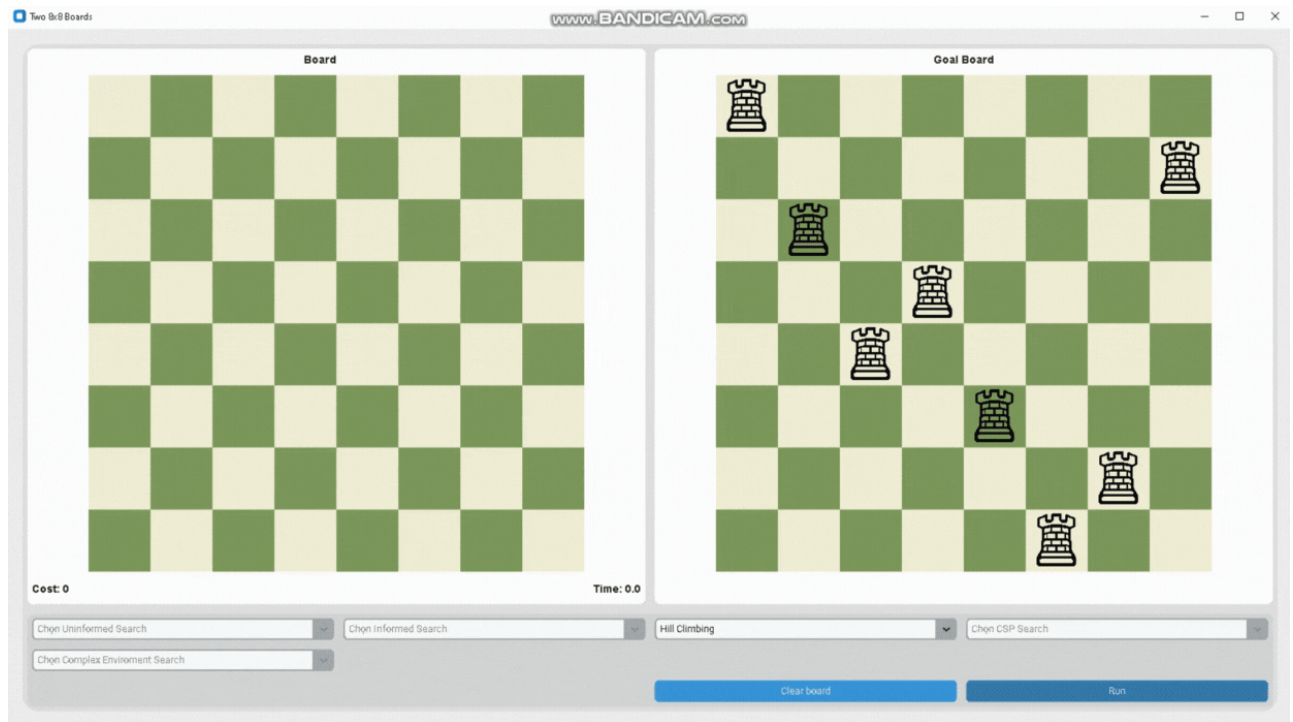 Two 8x8 Boards
www.BANDICAM.com
Board
Goal Board
Cost: 0
Time: 0.0
Chọn Uninformed Search
Chọn Informed Search
Hill Climbing
Chọn CSP Search
Chọn Complex Enviroment Search
Clear board
Run